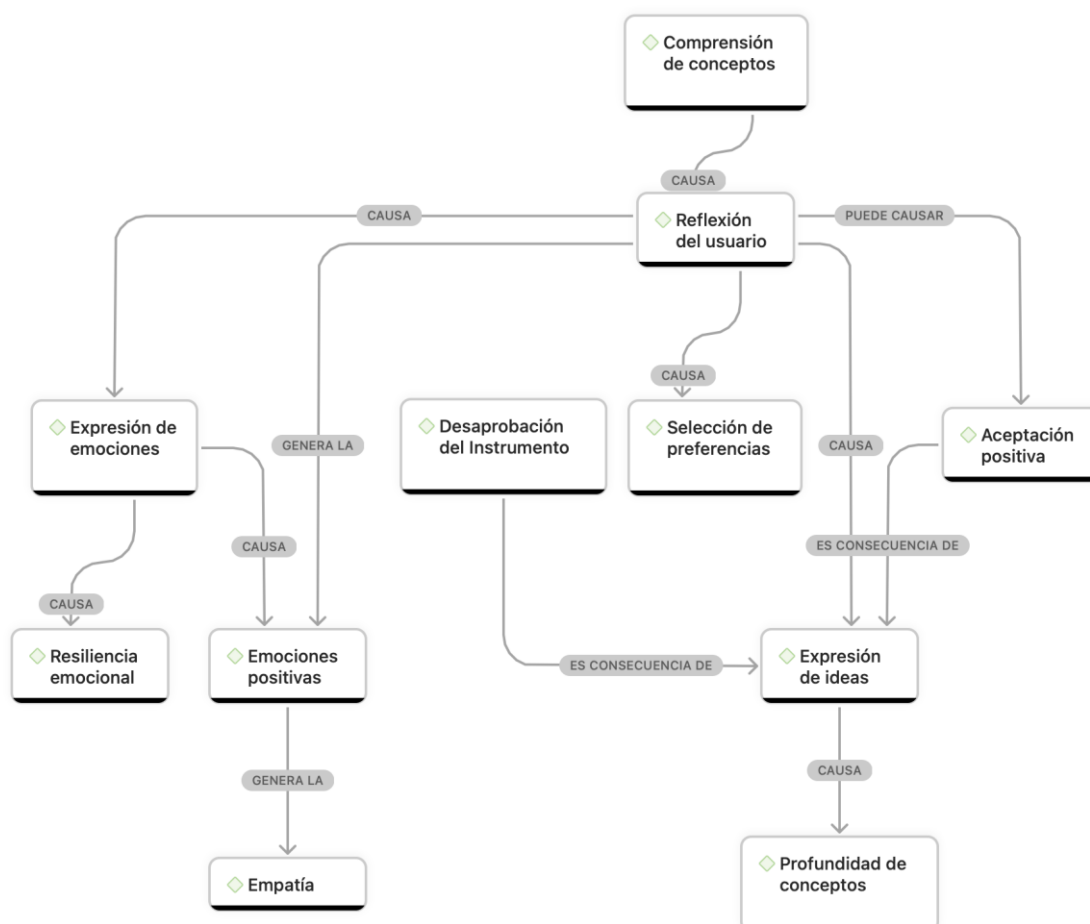 Comprensión
de conceptos
CAUSA
CAUSA
Reflexión
del usuario
PUEDE CAUSAR
CAUSA
Expresión de
emociones
GENERA LA
Desaprobación
del Instrumento
Selección de
preferencias
CAUSA
Aceptación
positiva
CAUSA
ES CONSECUENCIA DE
CAUSA
Resiliencia
emocional
Emociones
positivas
ES CONSECUENCIA DE
Expresión
de ideas
GENERA LA
CAUSA
Empatía
Profundidad de
conceptos